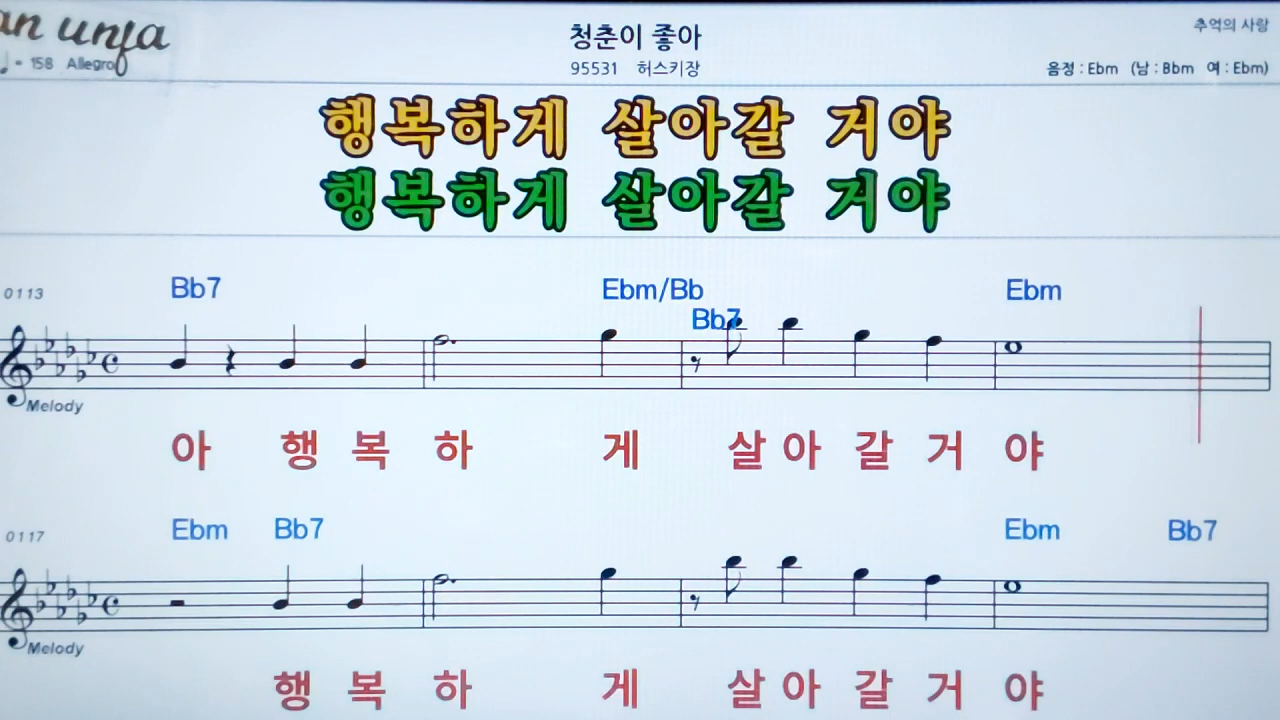 an unfa
♩= 158 Allegro
청춘이 좋아
95531 허스키장
추억의 사랑
음정 : Ebm (남 : Bbm 여 : Ebm)
행복하게 살아갈 거야
행복하게 살아갈 거야
0113 Bb7 Ebm/Bb Bb7 Ebm
Melody
아 행 복 하 게 살 아 갈 거 야
0117 Ebm Bb7 Ebm Bb7
Melody
행 복 하 게 살 아 갈 거 야